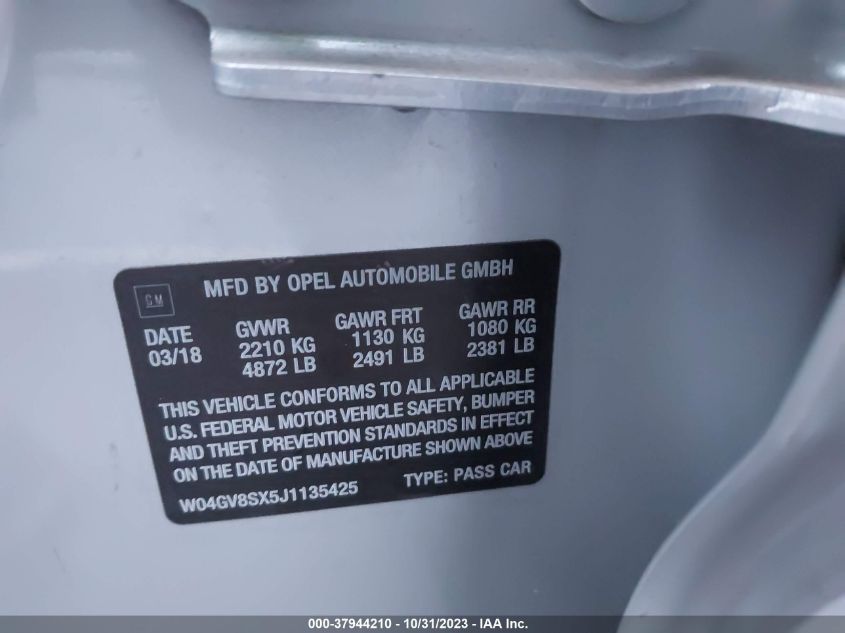 GM
MFD BY OPEL AUTOMOBILE GMBH
DATE GVWR GAWR FRT GAWR RR
03/18 2210 KG 1130 KG 1080 KG
4872 LB 2491 LB 2381 LB
THIS VEHICLE CONFORMS TO ALL APPLICABLE
U.S. FEDERAL MOTOR VEHICLE SAFETY, BUMPER
AND THEFT PREVENTION STANDARDS IN EFFECT
ON THE DATE OF MANUFACTURE SHOWN ABOVE
W04GV8SX5J1135425 TYPE: PASS CAR
000-37944210 - 10/31/2023 - IAA Inc.